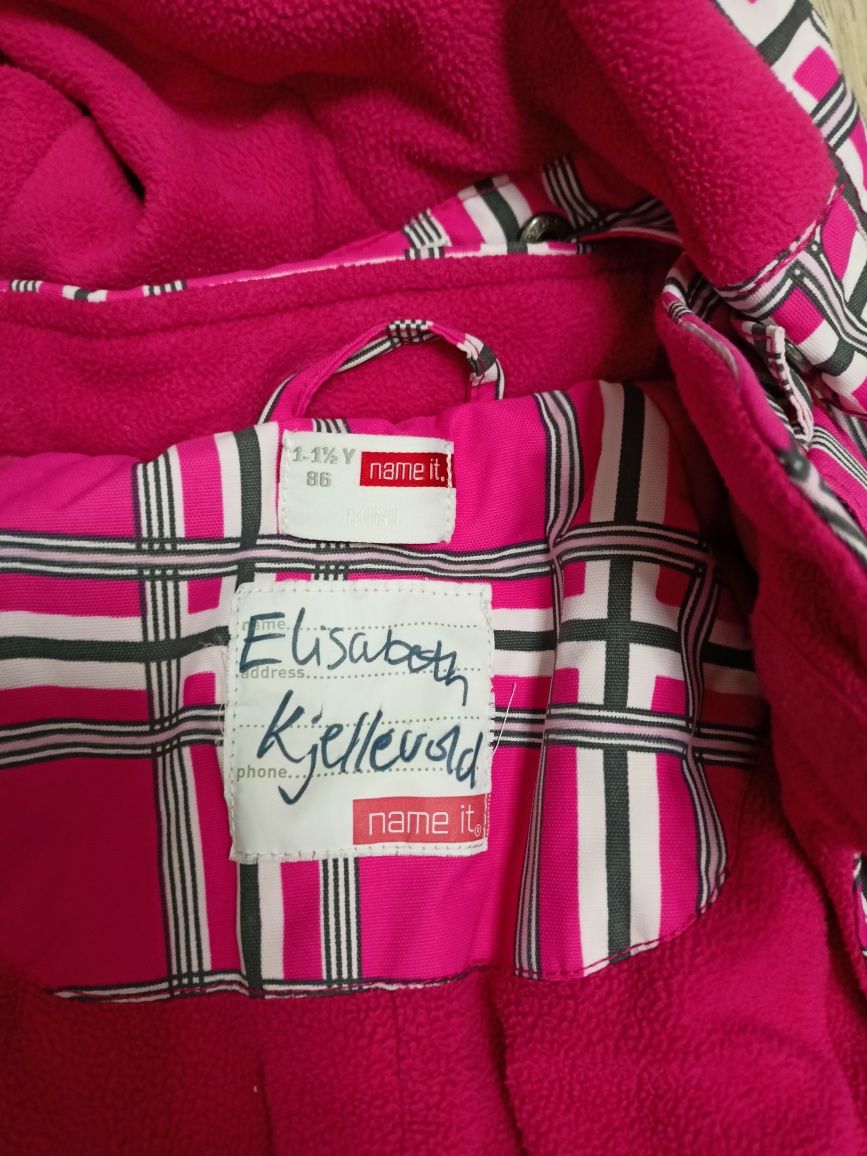 1-1½ Y name it.
86
MINI
name
Elisabeth
address
Kjellevold
phone
name it®